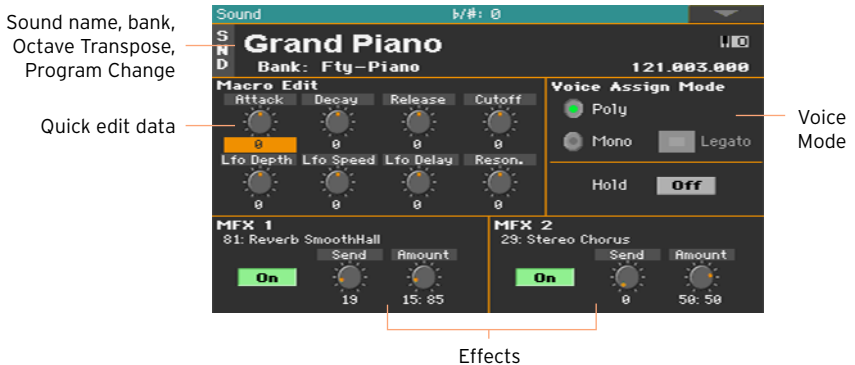 Sound ♭/#: 0
Sound name, bank,
Octave Transpose,
Program Change
SND
Grand Piano
Bank: Fty-Piano 121.003.000
Macro Edit
Attack Decay Release Cutoff
0 0 0 0
Lfo Depth Lfo Speed Lfo Delay Reson.
0 0 0 0
Quick edit data
Voice Assign Mode
Poly
Mono Legato
Hold Off
Voice
Mode
MFX 1
81: Reverb SmoothHall
Send Amount
On
19 15:85
MFX 2
29: Stereo Chorus
Send Amount
On
0 50:50
Effects